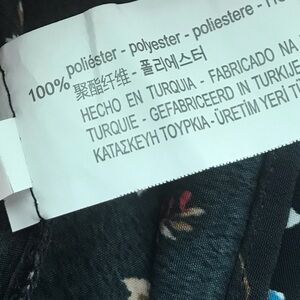 100% poliéster - polyester - poliestere -
聚酯纤维 - 폴리에스터
HECHO EN TURQUIA - FABRICADO NA
TURQUIE - GEFABRICEERD IN TURKIJE
ΚΑΤΑΣΚΕΥΗ ΤΟΥΡΚΙΑ - ÜRETİM YERİ TÜ